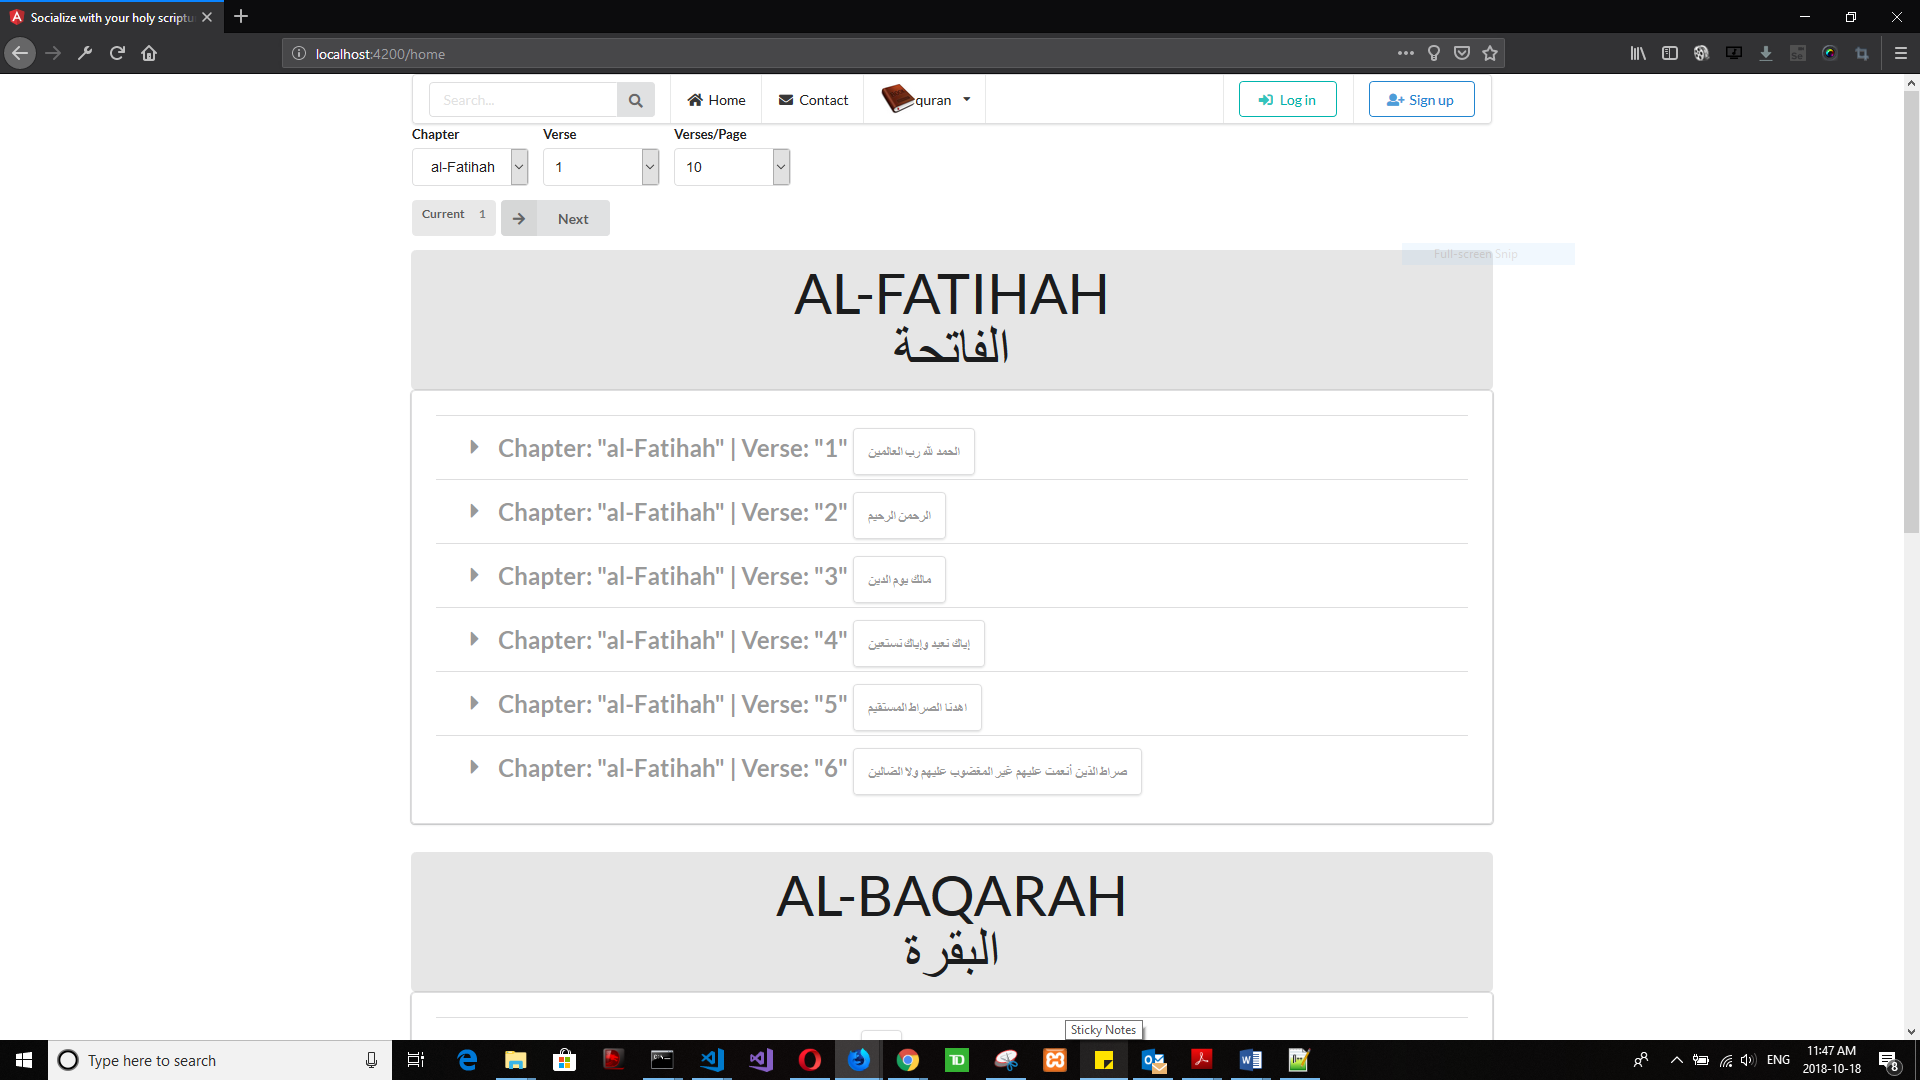 Socialize with your holy scriptu
localhost:4200/home
Search... Home Contact quran Log in Sign up
Chapter Verse Verses/Page
al-Fatihah 1 10
Current 1 Next
Full-screen Snip
AL-FATIHAH
الفاتحة
Chapter: "al-Fatihah" | Verse: "1" الحمد لله رب العالمين
Chapter: "al-Fatihah" | Verse: "2" الرحمن الرحيم
Chapter: "al-Fatihah" | Verse: "3" مالك يوم الدين
Chapter: "al-Fatihah" | Verse: "4" إياك نعبد وإياك نستعين
Chapter: "al-Fatihah" | Verse: "5" اهدنا الصراط المستقيم
Chapter: "al-Fatihah" | Verse: "6" صراط الذين أنعمت عليهم غير المغضوب عليهم ولا الضالين
AL-BAQARAH
البقرة
Sticky Notes
Type here to search
ENG
11:47 AM
2018-10-18
8